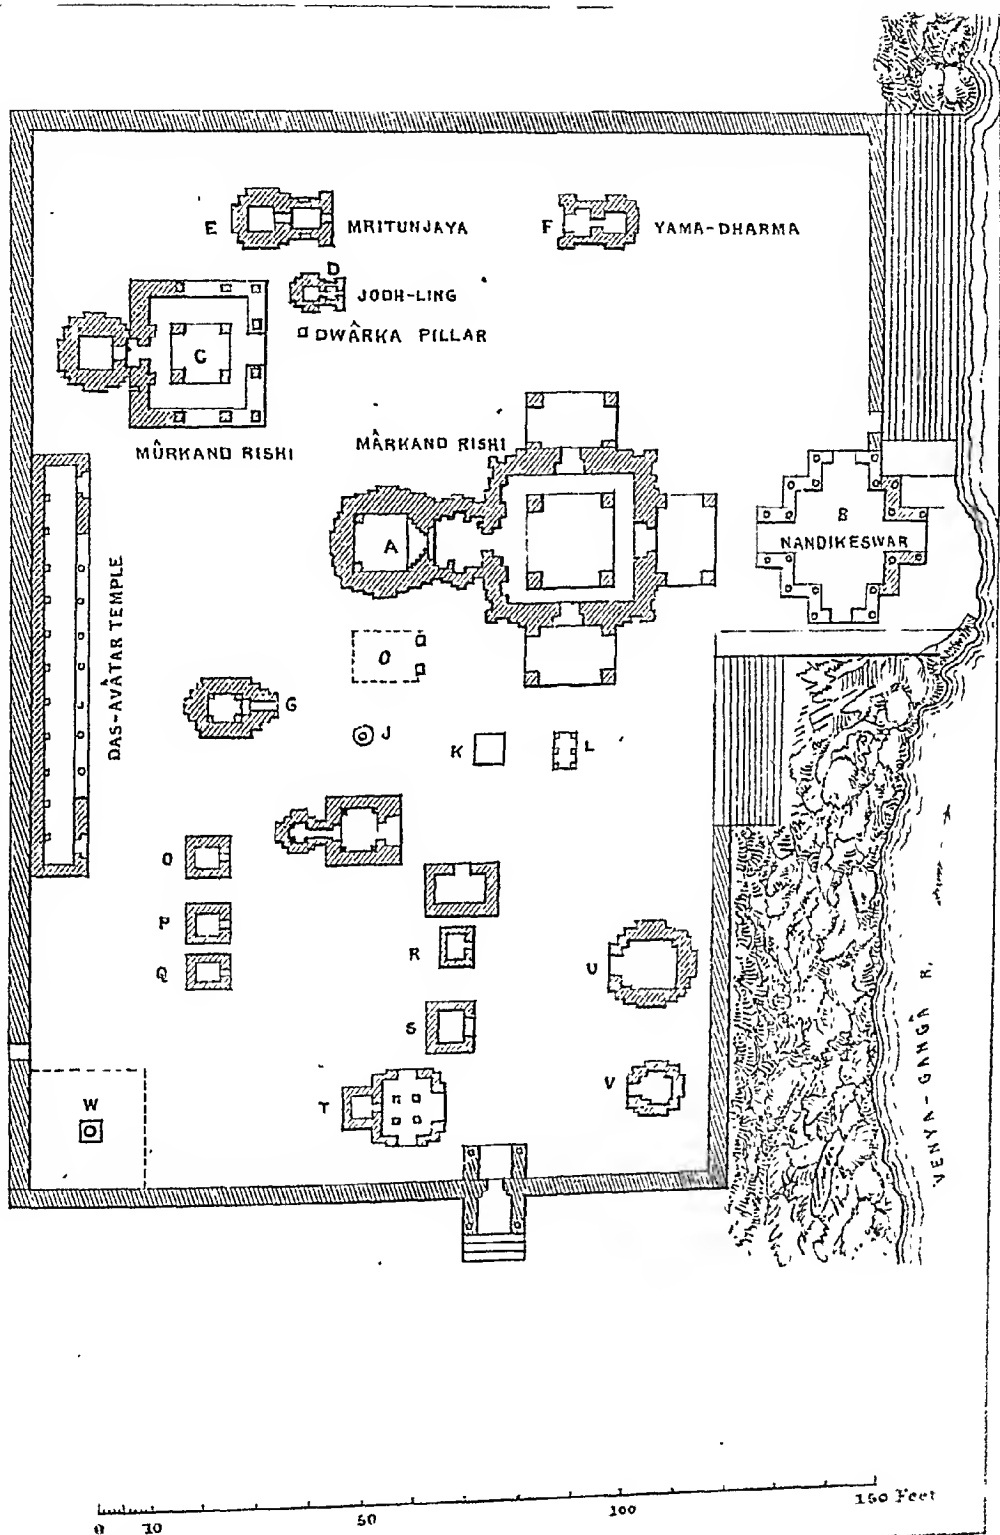 E MRITUNJAYA
F YAMA-DHARMA
D
JODH-LING
DWÂRKA PILLAR
C
MÛRKAND RISHI
MÂRKAND RISHI
A
B
NANDIKESWAR
DAS-AVÂTAR TEMPLE
O
G
J
K
L
O
P
Q
R
S
T
U
V
W
VENYA-GANGÂ R.
0 10 50 100 150 Feet